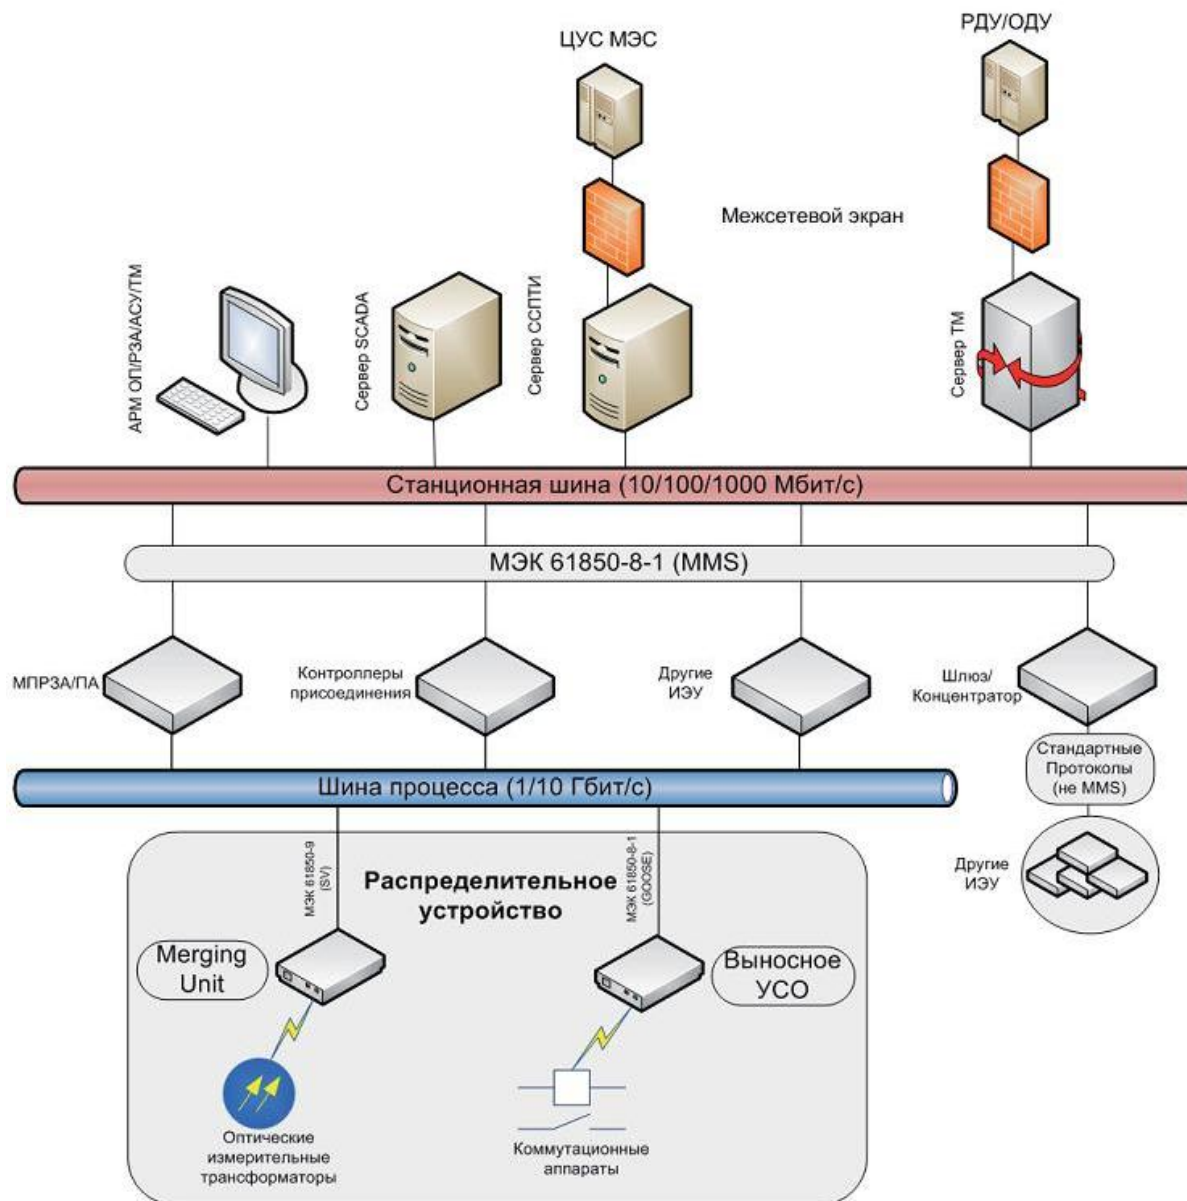 ЦУС МЭС
РДУ/ОДУ
Межсетевой экран
АРМ ОП/РЗА/АСУ/ТМ
Сервер SCADA
Сервер ССПТИ
Сервер ТМ
Станционная шина (10/100/1000 Мбит/с)
МЭК 61850-8-1 (MMS)
МПРЗА/ПА
Контроллеры
присоединения
Другие
ИЭУ
Шлюз/
Концентратор
Стандартные
Протоколы
(не MMS)
Шина процесса (1/10 Гбит/с)
МЭК 61850-9
(SV)
МЭК 61850-8-1
(GOOSE)
Другие
ИЭУ
Распределительное
устройство
Merging
Unit
Выносное
УСО
Оптические
измерительные
трансформаторы
Коммутационные
аппараты